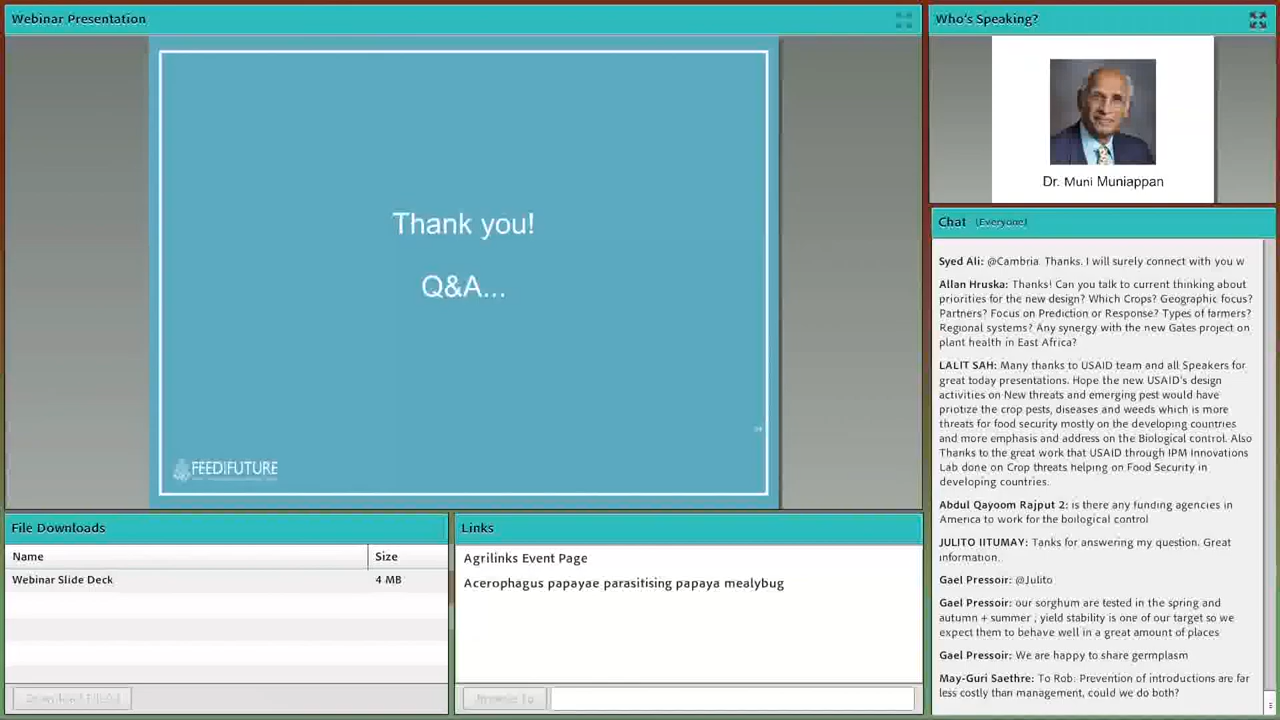 Webinar Presentation
Thank you!
Q&A...
FEEDIFUTURE
Who's Speaking?
Dr. Muni Muniappan
Chat (Everyone)
Syed Ali: @Cambria Thanks. I will surely connect with you w
Allan Hruska: Thanks! Can you talk to current thinking about
priorities for the new design? Which Crops? Geographic focus?
Partners? Focus on Prediction or Response? Types of farmers?
Regional systems? Any synergy with the new Gates project on
plant health in East Africa?
LALIT SAH: Many thanks to USAID team and all Speakers for
great today presentations. Hope the new USAID's design
activities on New threats and emerging pest would have
priotize the crop pests, diseases and weeds which is more
threats for food security mostly on the developing countries
and more emphasis and address on the Biological control. Also
Thanks to the great work that USAID through IPM Innovations
Lab done on Crop threats helping on Food Security in
developing countries.
Abdul Qayoom Rajput 2: is there any funding agencies in
America to work for the boilogical control
JULITO IITUMAY: Tanks for answering my question. Great
information.
Gael Pressoir: @Julito
Gael Pressoir: our sorghum are tested in the spring and
autumn + summer , yield stability is one of our target so we
expect them to behave well in a great amount of places
Gael Pressoir: We are happy to share germplasm
May-Guri Saethre: To Rob: Prevention of introductions are far
less costly than management, could we do both?
File Downloads
Name Size
Webinar Slide Deck 4 MB
Links
Agrilinks Event Page
Acerophagus papayae parasitising papaya mealybug
Browse To